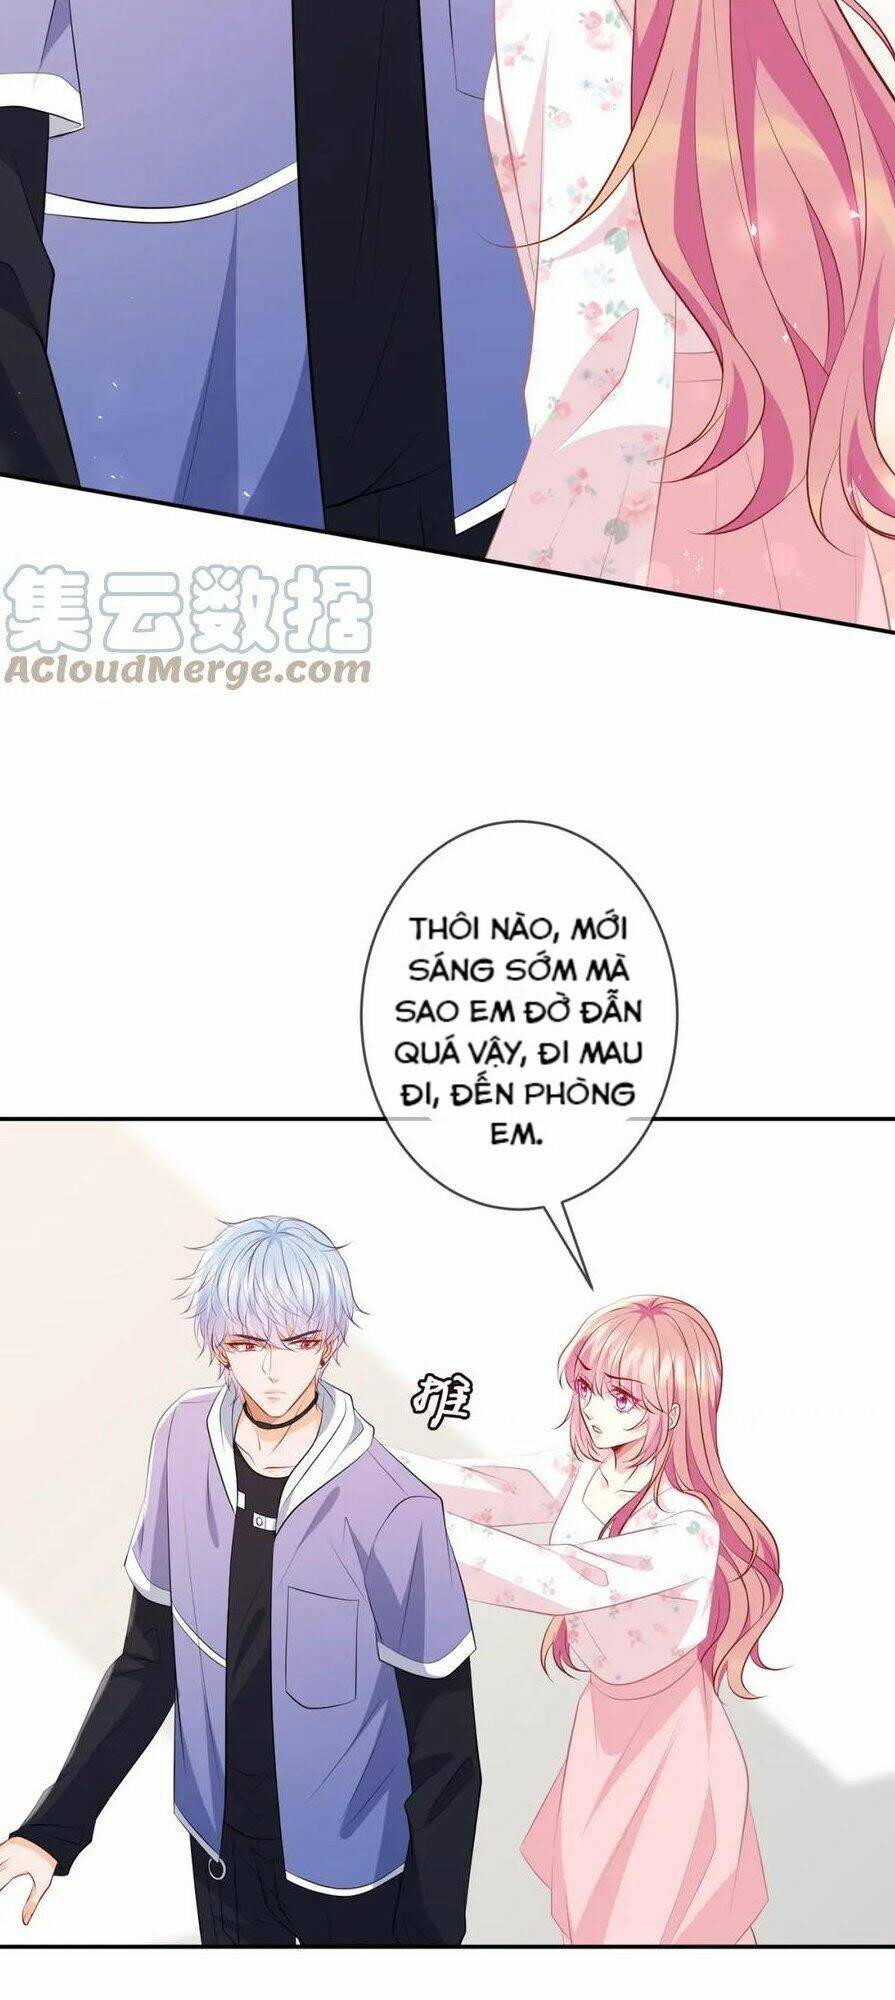 集云数据
ACloudMerge.com
THÔI NÀO, MỚI
SÁNG SỚM MÀ
SAO EM ĐỜ ĐẪN
QUÁ VẬY, ĐI MAU
ĐI, ĐẾN PHÒNG
EM.
推